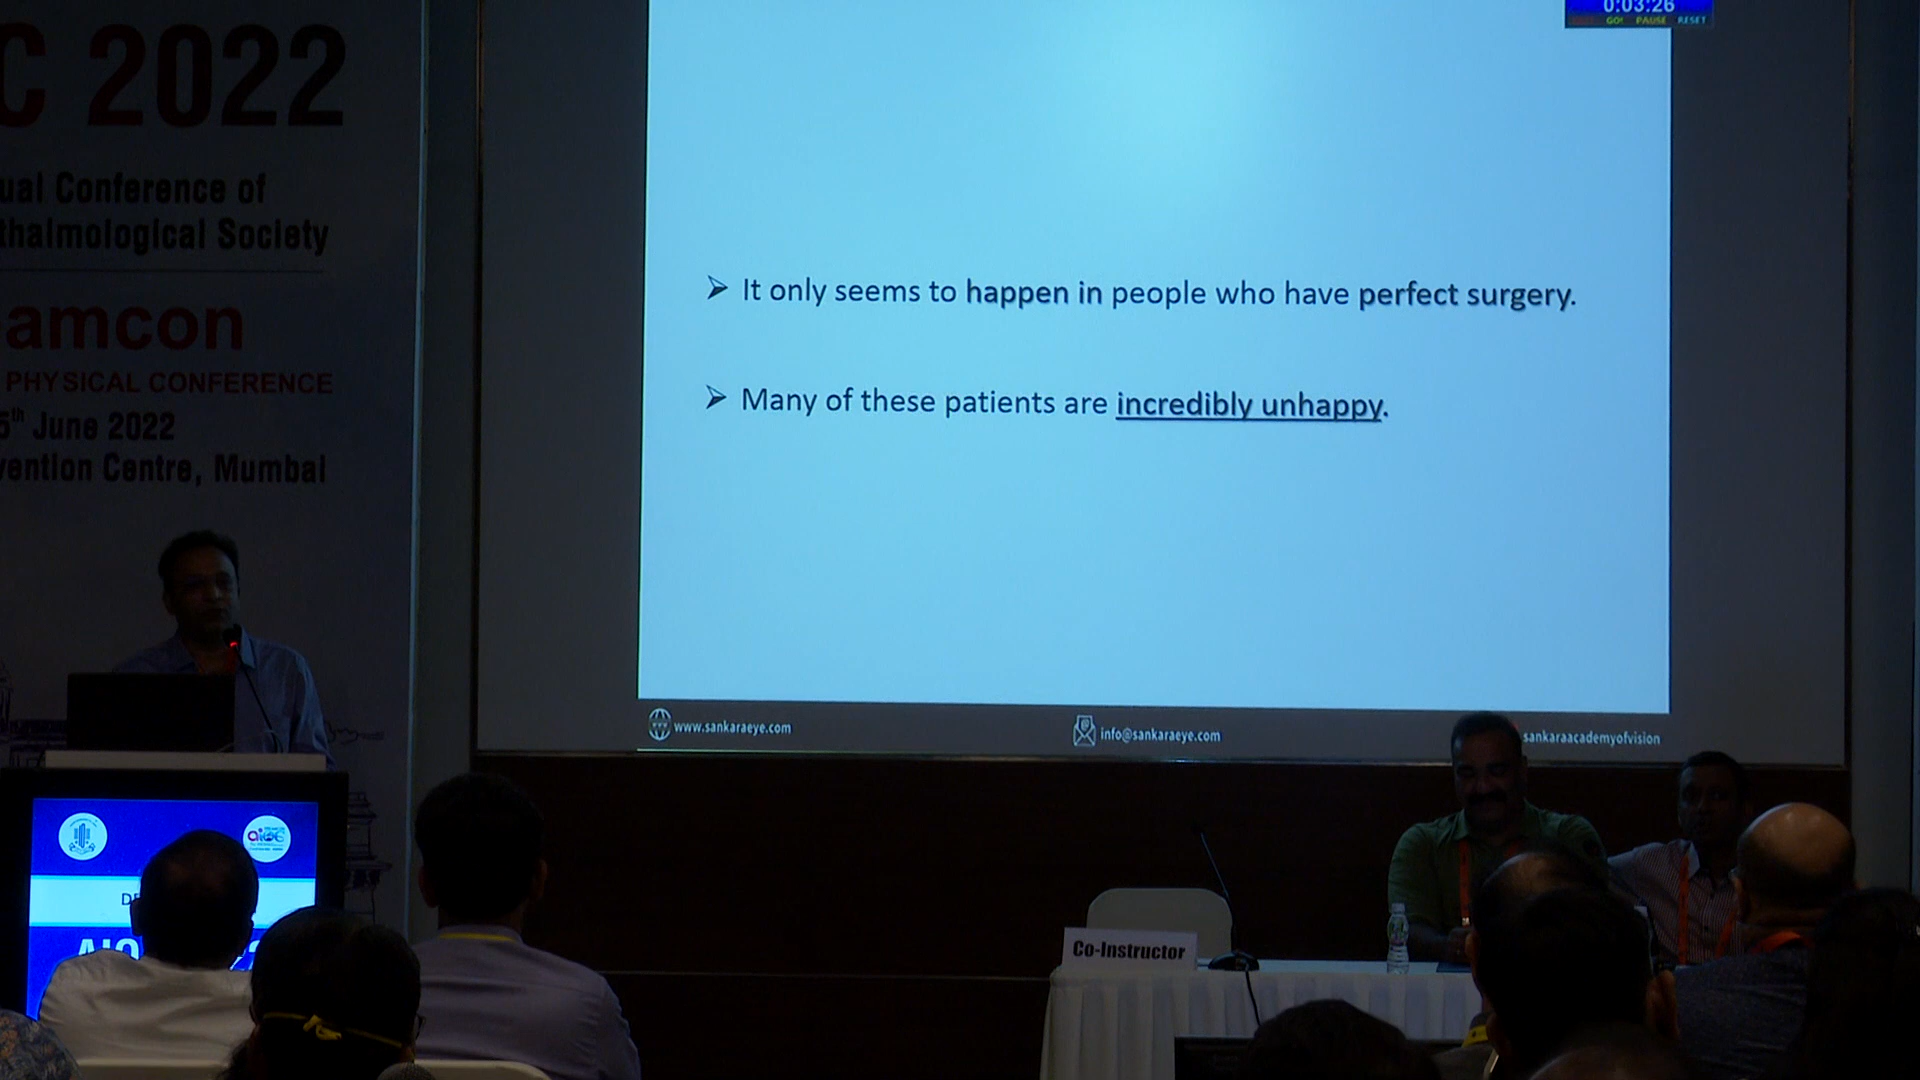 C 2022
ual Conference of
thalmological Society
amcon
PHYSICAL CONFERENCE
5th June 2022
vention Centre, Mumbai
0:03:26
GO! PAUSE RESET
➢ It only seems to happen in people who have perfect surgery.
➢ Many of these patients are incredibly unhappy.
www.sankaraeye.com
info@sankaraeye.com
sankaraacademyofvision
Co-Instructor